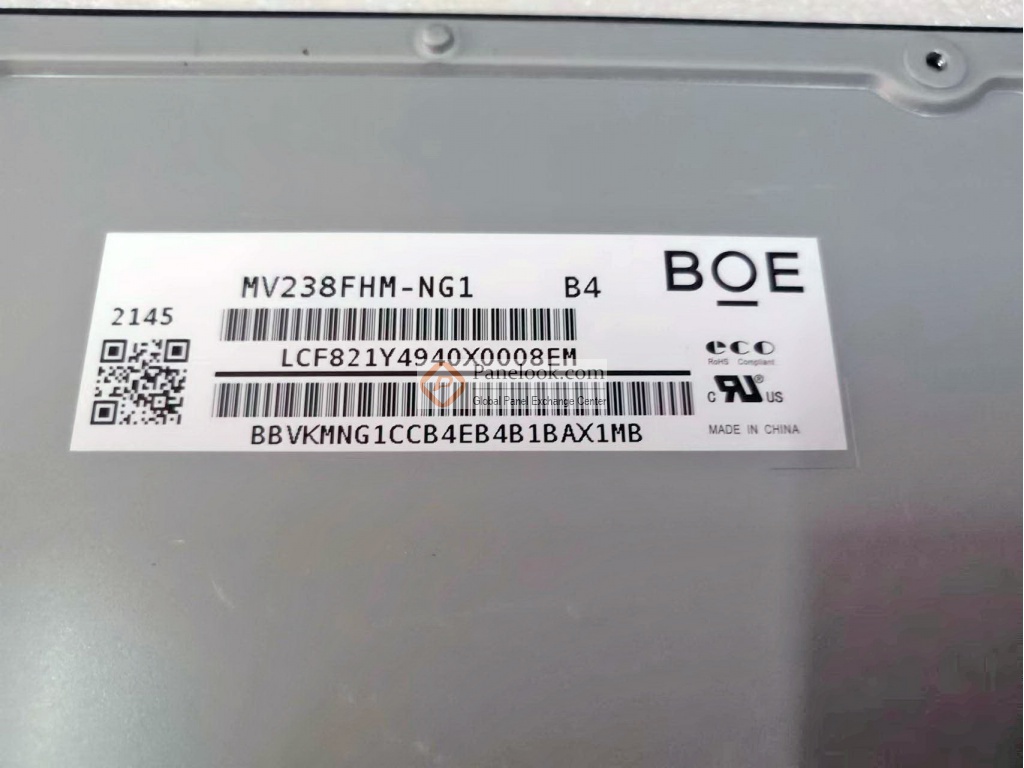 MV238FHM-NG1 B4
BOE
2145
LCF821Y4940X0008EM
eco
RoHS Compliant
Panelook.com
Global Panel Exchange Center
C RU ® US
BBVKMNG1CCB4EB4B1BAX1MB
MADE IN CHINA